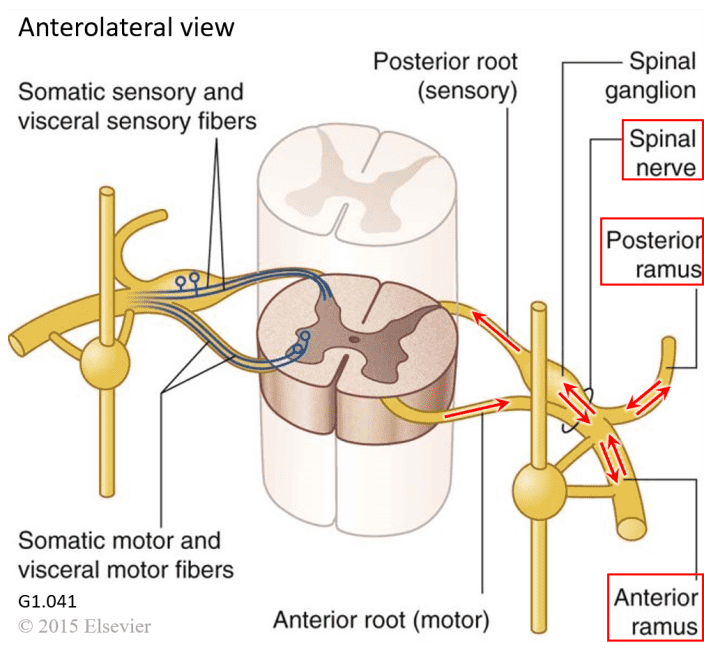 Anterolateral view
Somatic sensory and
visceral sensory fibers
Posterior root
(sensory)
Spinal
ganglion
Spinal
nerve
Posterior
ramus
Somatic motor and
visceral motor fibers
G1.041
© 2015 Elsevier
Anterior root (motor)
Anterior
ramus